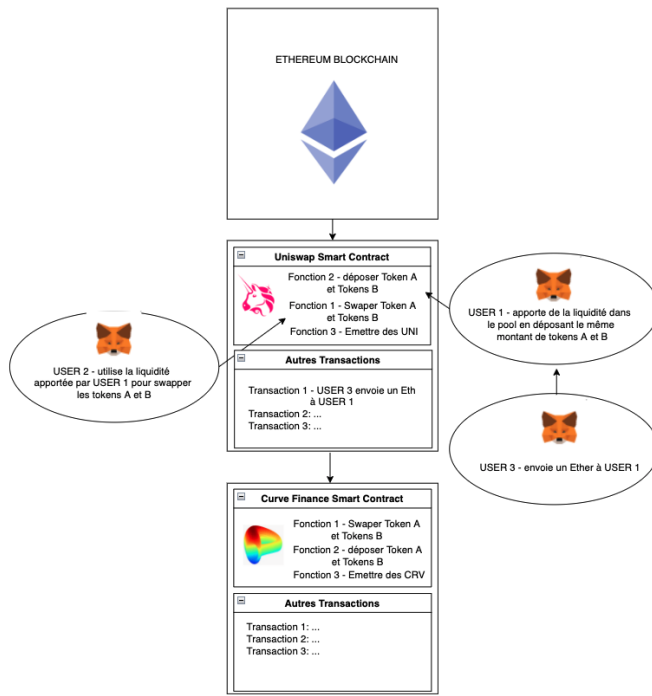 ETHEREUM BLOCKCHAIN
Uniswap Smart Contract
Fonction 2 - déposer Token A
et Tokens B
Fonction 1 - Swaper Token A
et Tokens B
Fonction 3 - Emettre des UNI
USER 1 - apporte de la liquidité dans
le pool en déposant le même
montant de tokens A et B
USER 2 - utilise la liquidité
apportée par USER 1 pour swapper
les tokens A et B
Autres Transactions
Transaction 1 - USER 3 envoie un Eth
à USER 1
Transaction 2: ...
Transaction 3: ...
USER 3 - envoie un Ether à USER 1
Curve Finance Smart Contract
Fonction 1 - Swaper Token A
et Tokens B
Fonction 2 - déposer Token A
et Tokens B
Fonction 3 - Emettre des CRV
Autres Transactions
Transaction 1: ...
Transaction 2: ...
Transaction 3: ...